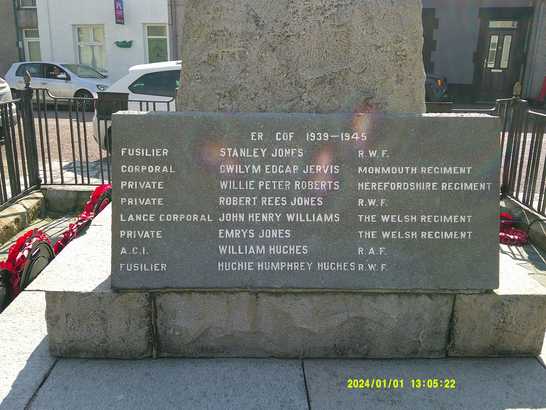 ER COF 1939-1945
FUSILIER STANLEY JONES R.W.F.
CORPORAL GWILYM EDGAR JERVIS MONMOUTH REGIMENT
PRIVATE WILLIE PETER ROBERTS HEREFORDSHIRE REGIMENT
PRIVATE ROBERT REES JONES R.W.F.
LANCE CORPORAL JOHN HENRY WILLIAMS THE WELSH REGIMENT
PRIVATE EMRYS JONES THE WELSH REGIMENT
A.C.I. WILLIAM HUGHES R.A.F.
FUSILIER HUGHIE HUMPHREY HUGHES R.W.F.
2024/01/01 13:05:22